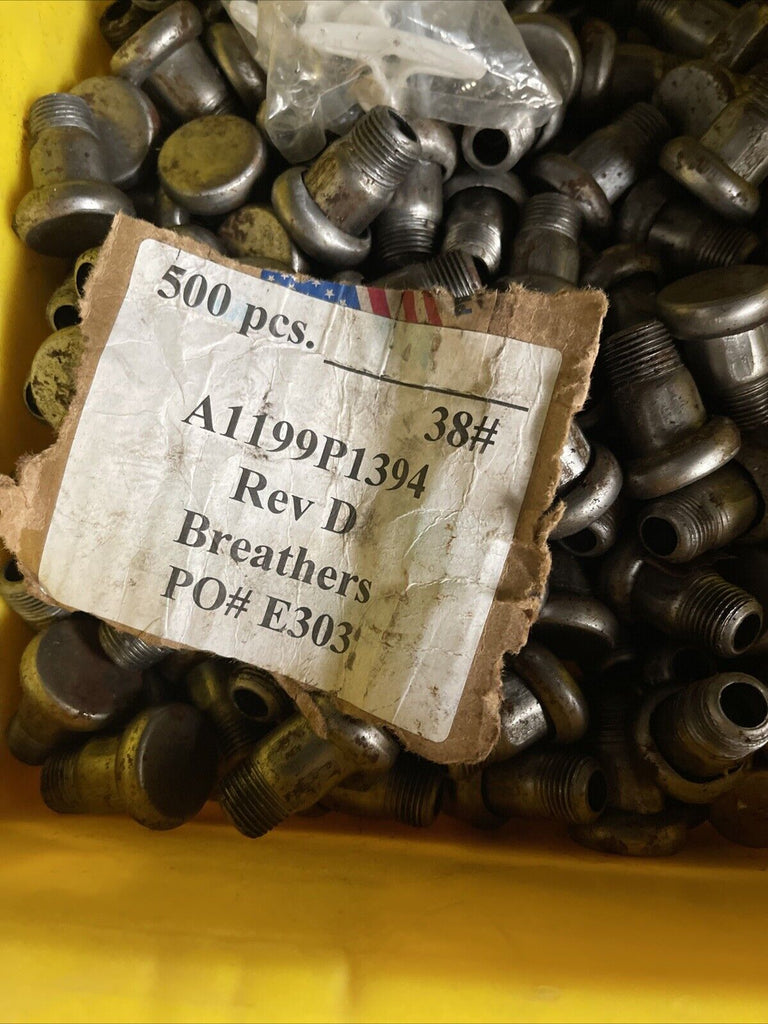 500 pcs.
38#
A1199P1394
Rev D
Breathers
PO# E303